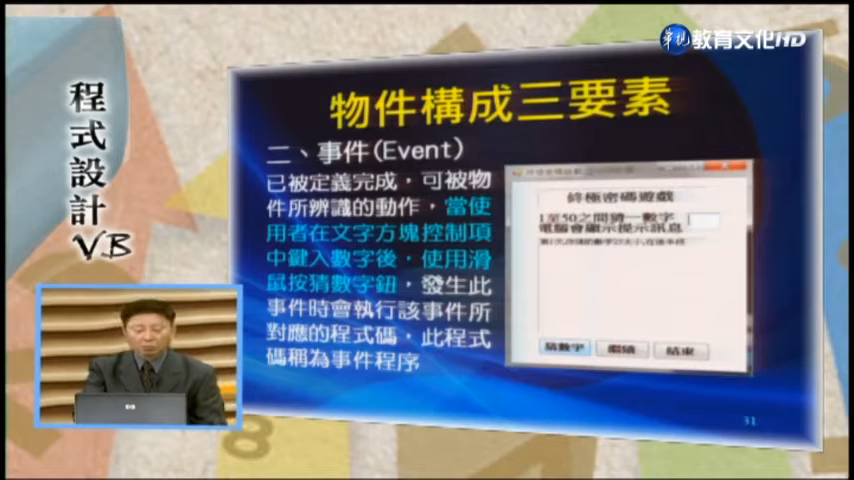 華視教育文化HD
程式設計
VB
物件構成三要素
二、事件(Event)
已被定義完成，可被物
件所辨識的動作，當使
用者在文字方塊控制項
中鍵入數字後，使用滑
鼠按猜數字鈕，發生此
事件時會執行該事件所
對應的程式碼，此程式
碼稱為事件程序
終極密碼遊戲
1至50之間猜一數字
電腦會顯示提示訊息
猜數字
繼續
結束
31
hp
8